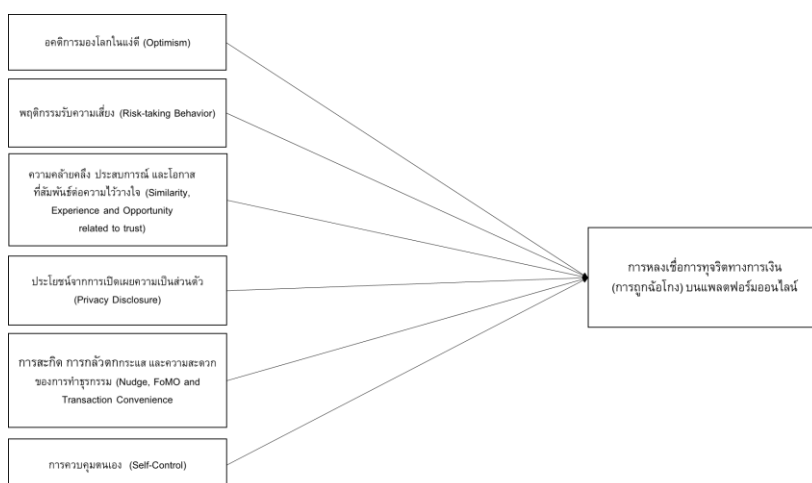 อคติการมองโลกในแง่ดี (Optimism)
พฤติกรรมรับความเสี่ยง (Risk-taking Behavior)
ความคล้ายคลึง ประสบการณ์ และโอกาส
ที่สัมพันธ์ต่อความไว้วางใจ (Similarity,
Experience and Opportunity
related to trust)
ประโยชน์จากการเปิดเผยความเป็นส่วนตัว
(Privacy Disclosure)
การสะกิด การกลัวตกกระแส และความสะดวก
ของการทำธุรกรรม (Nudge, FoMO and
Transaction Convenience
การควบคุมตนเอง (Self-Control)
การหลงเชื่อการทุจริตทางการเงิน
(การถูกฉ้อโกง) บนแพลตฟอร์มออนไลน์